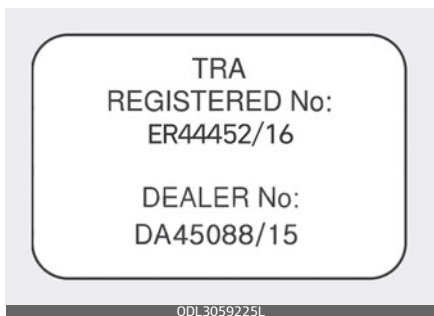 TRA
REGISTERED No:
ER44452/16
DEALER No:
DA45088/15
ODL3059225L